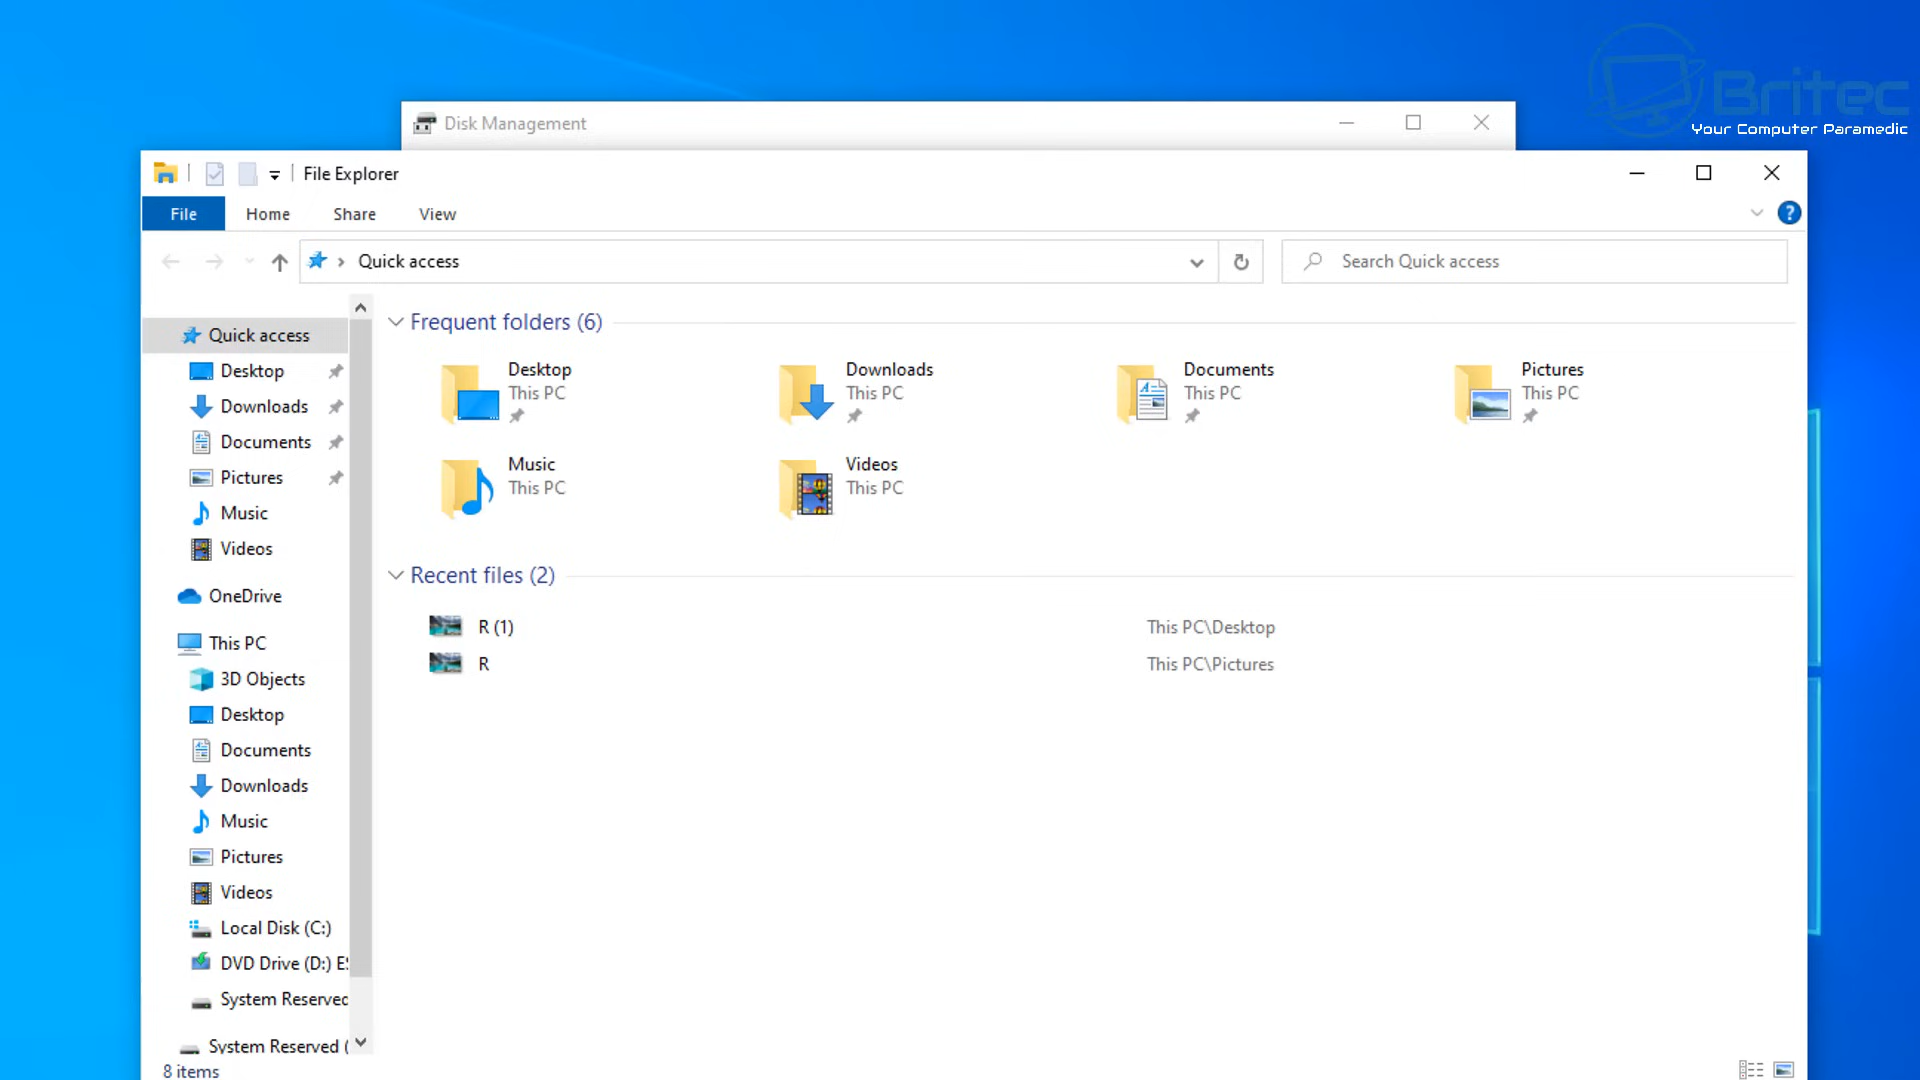 Britec
Your Computer Paramedic
Disk Management
File Explorer
File
Home
Share
View
?
Quick access
Search Quick access
Quick access
Desktop
Downloads
Documents
Pictures
Music
Videos
OneDrive
This PC
3D Objects
Desktop
Documents
Downloads
Music
Pictures
Videos
Local Disk (C:)
DVD Drive (D:) E
System Reserved
System Reserved (
Frequent folders (6)
Desktop
This PC
Downloads
This PC
Documents
This PC
Pictures
This PC
Music
This PC
Videos
This PC
Recent files (2)
R (1)
This PC\Desktop
R
This PC\Pictures
8 items